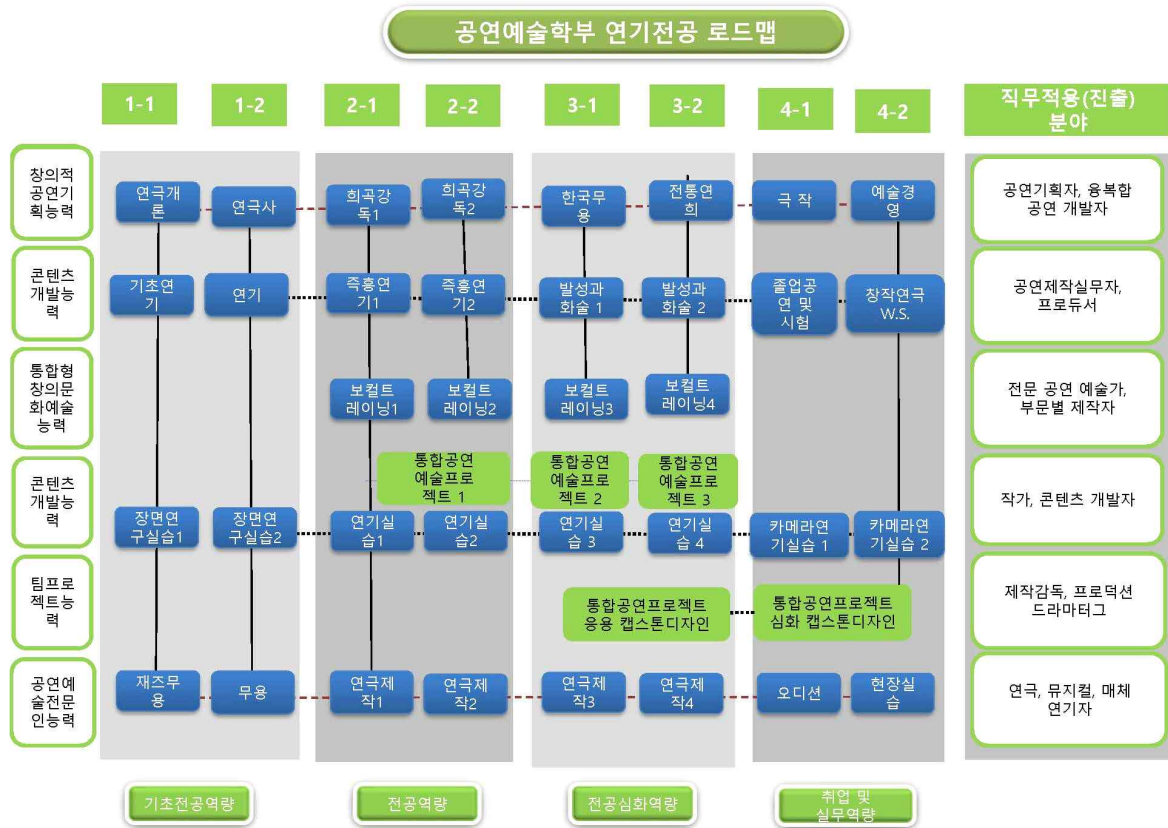 공연예술학부 연기전공 로드맵
1-1
1-2
2-1
2-2
3-1
3-2
4-1
4-2
직무적용(진출)
분야
창의적
공연기
획능력
연극개
론
연극사
희곡강
독1
희곡강
독2
한국무
용
전통연
희
극 작
예술경
영
공연기획자, 융복합
공연 개발자
콘텐츠
개발능
력
기초연
기
연기
즉흥연
기1
즉흥연
기2
발성과
화술 1
발성과
화술 2
졸업공
연 및
시험
창작연극
W.S.
공연제작실무자,
프로듀서
통합형
창의문
화예술
능력
보컬트
레이닝1
보컬트
레이닝2
보컬트
레이닝3
보컬트
레이닝4
전문 공연 예술가,
부문별 제작자
콘텐츠
개발능
력
통합공연
예술프로
젝트 1
통합공연
예술프로
젝트 2
통합공연
예술프로
젝트 3
장면연
구실습1
장면연
구실습2
연기실
습1
연기실
습2
연기실
습 3
연기실
습 4
카메라연
기실습 1
카메라연
기실습 2
작가, 콘텐츠 개발자
팀프로
젝트능
력
통합공연프로젝트
응용 캡스톤디자인
통합공연프로젝트
심화 캡스톤디자인
제작감독, 프로덕션
드라마터그
공연예
술전문
인능력
재즈무
용
무용
연극제
작1
연극제
작2
연극제
작3
연극제
작4
오디션
현장실
습
연극, 뮤지컬, 매체
연기자
기초전공역량
전공역량
전공심화역량
취업 및
실무역량